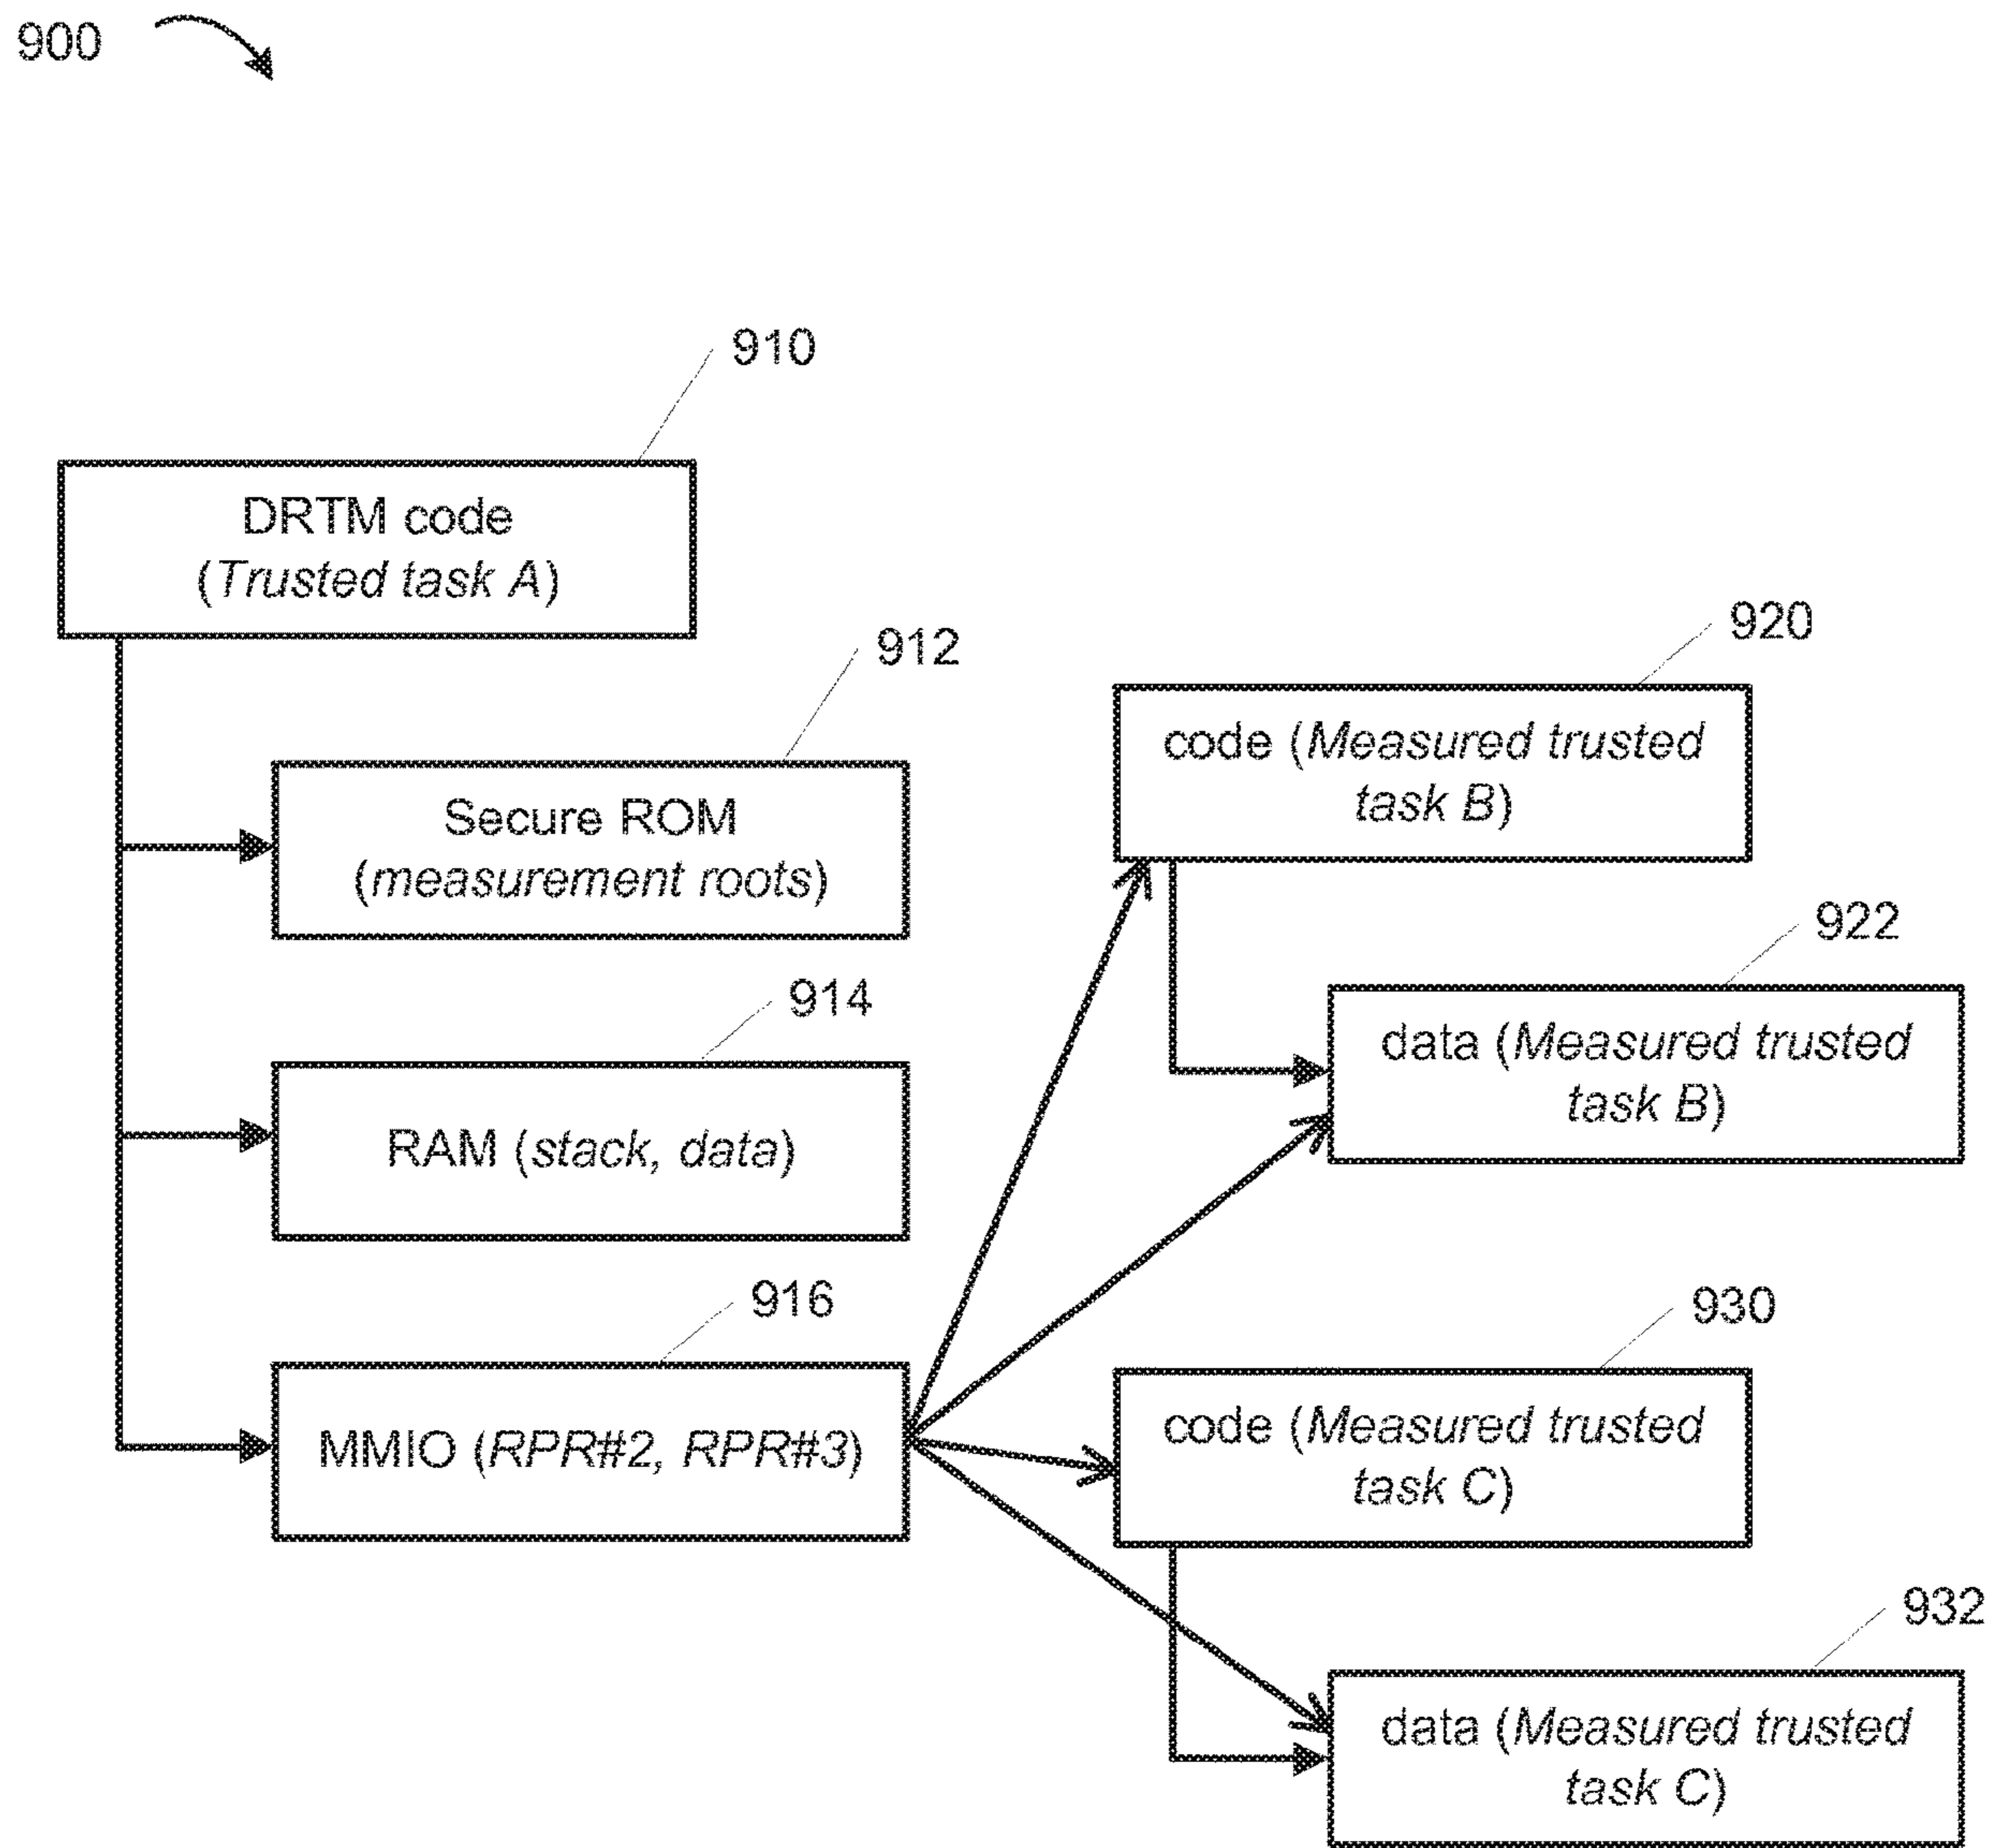 900
910
DRTM code
(Trusted task A)
912
920
Secure ROM
(measurement roots)
code (Measured trusted
task B)
914
922
RAM (stack, data)
data (Measured trusted
task B)
916
930
MMIO (RPR#2, RPR#3)
code (Measured trusted
task C)
932
data (Measured trusted
task C)